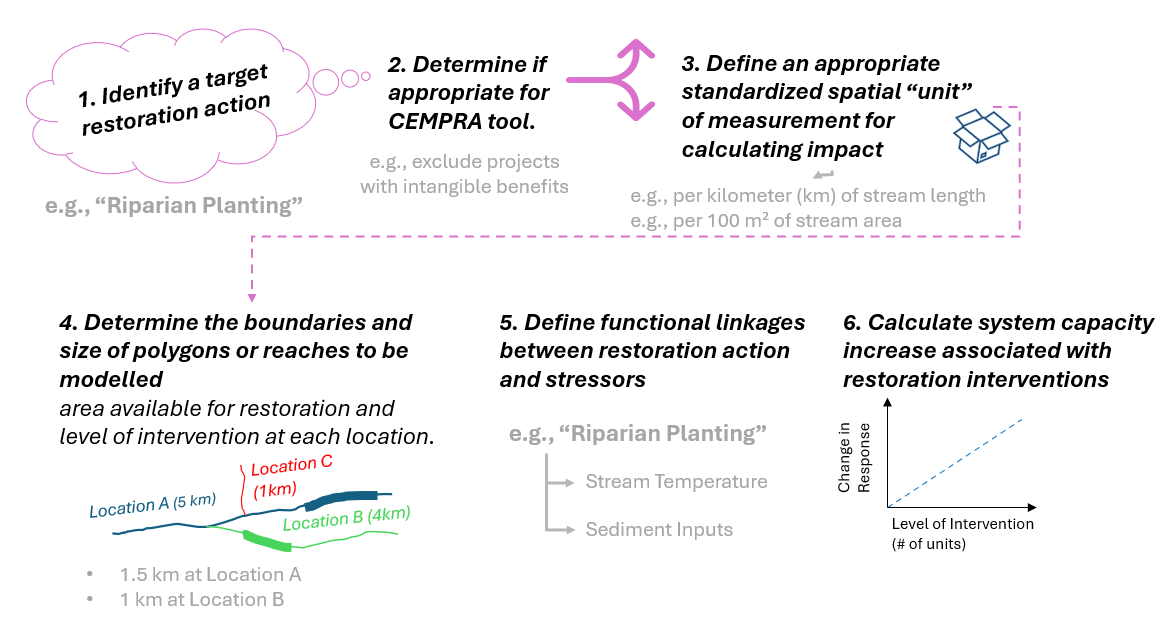 1. Identify a target
restoration action
e.g., “Riparian Planting”
2. Determine if
appropriate for
CEMPRA tool.
e.g., exclude projects
with intangible benefits
3. Define an appropriate
standardized spatial “unit”
of measurement for
calculating impact
e.g., per kilometer (km) of stream length
e.g., per 100 m² of stream area
4. Determine the boundaries and
size of polygons or reaches to be
modelled
area available for restoration and
level of intervention at each location.
Location C
(1km)
Location A (5 km)
Location B (4km)
• 1.5 km at Location A
• 1 km at Location B
5. Define functional linkages
between restoration action
and stressors
e.g., “Riparian Planting”
Stream Temperature
Sediment Inputs
6. Calculate system capacity
increase associated with
restoration interventions
Change in
Response
Level of Intervention
(# of units)